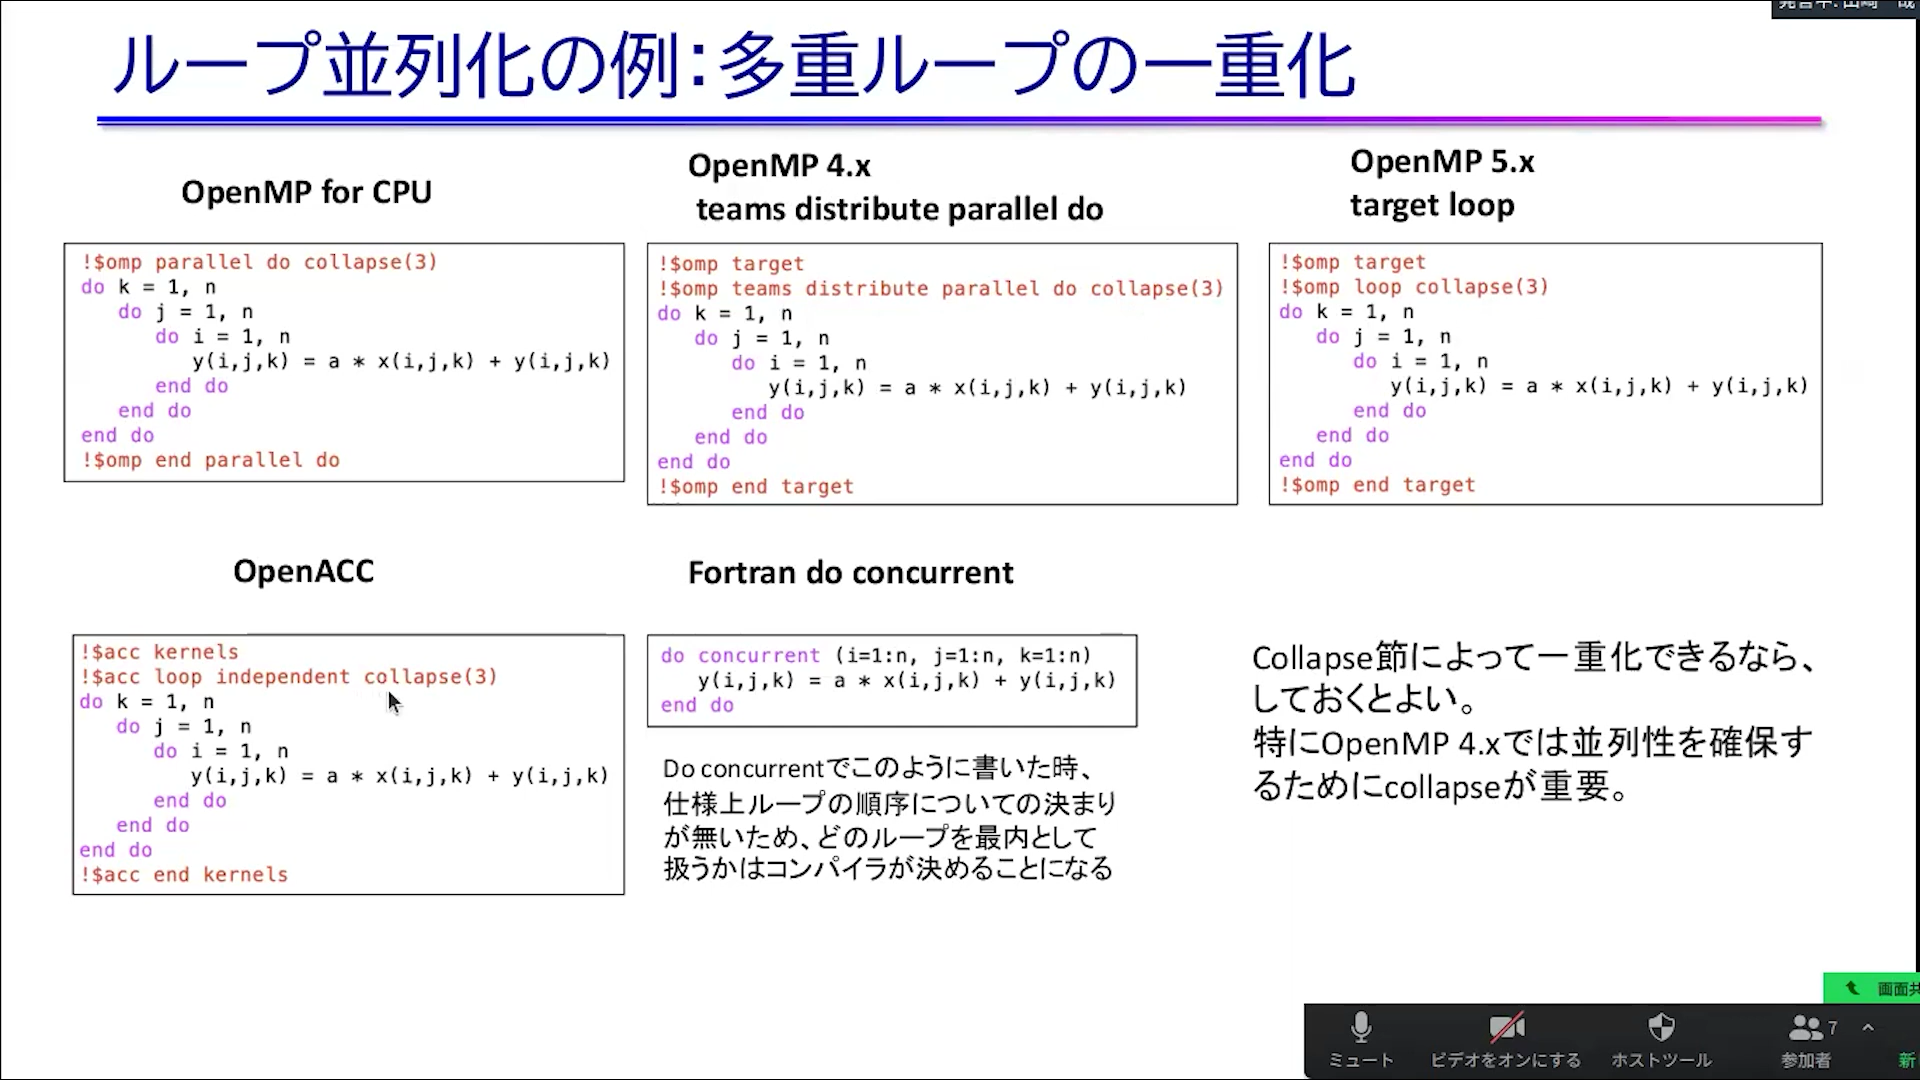 ループ並列化の例：多重ループの一重化
OpenMP for CPU
!$omp parallel do collapse(3)
do k = 1, n
do j = 1, n
do i = 1, n
y(i,j,k) = a * x(i,j,k) + y(i,j,k)
end do
end do
end do
!$omp end parallel do
OpenMP 4.x
teams distribute parallel do
!$omp target
!$omp teams distribute parallel do collapse(3)
do k = 1, n
do j = 1, n
do i = 1, n
y(i,j,k) = a * x(i,j,k) + y(i,j,k)
end do
end do
end do
!$omp end target
OpenMP 5.x
target loop
!$omp target
!$omp loop collapse(3)
do k = 1, n
do j = 1, n
do i = 1, n
y(i,j,k) = a * x(i,j,k) + y(i,j,k)
end do
end do
end do
!$omp end target
OpenACC
!$acc kernels
!$acc loop independent collapse(3)
do k = 1, n
do j = 1, n
do i = 1, n
y(i,j,k) = a * x(i,j,k) + y(i,j,k)
end do
end do
end do
!$acc end kernels
Fortran do concurrent
do concurrent (i=1:n, j=1:n, k=1:n)
y(i,j,k) = a * x(i,j,k) + y(i,j,k)
end do
Do concurrentでこのように書いた時、
仕様上ループの順序についての決まり
が無いため、どのループを最内として
扱うかはコンパイラが決めることになる
Collapse節によって一重化できるなら、
しておくとよい。
特にOpenMP 4.xでは並列性を確保す
るためにcollapseが重要。
画面共
ミュート
ビデオをオンにする
ホストツール
7
参加者
新